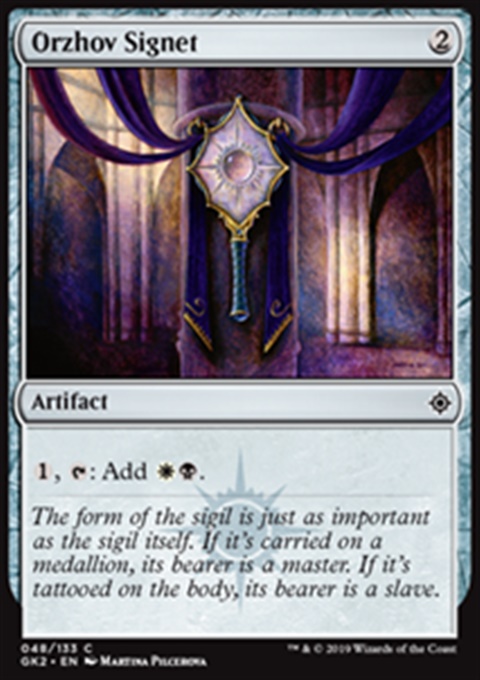 Orzhov Signet 2
Artifact
1, : Add .
The form of the sigil is just as important
as the sigil itself. If it's carried on a
medallion, its bearer is a master. If it's
tattooed on the body, its bearer is a slave.
048/133 C
GK2 • EN Martina Pilcerova
™ & © 2019 Wizards of the Coast